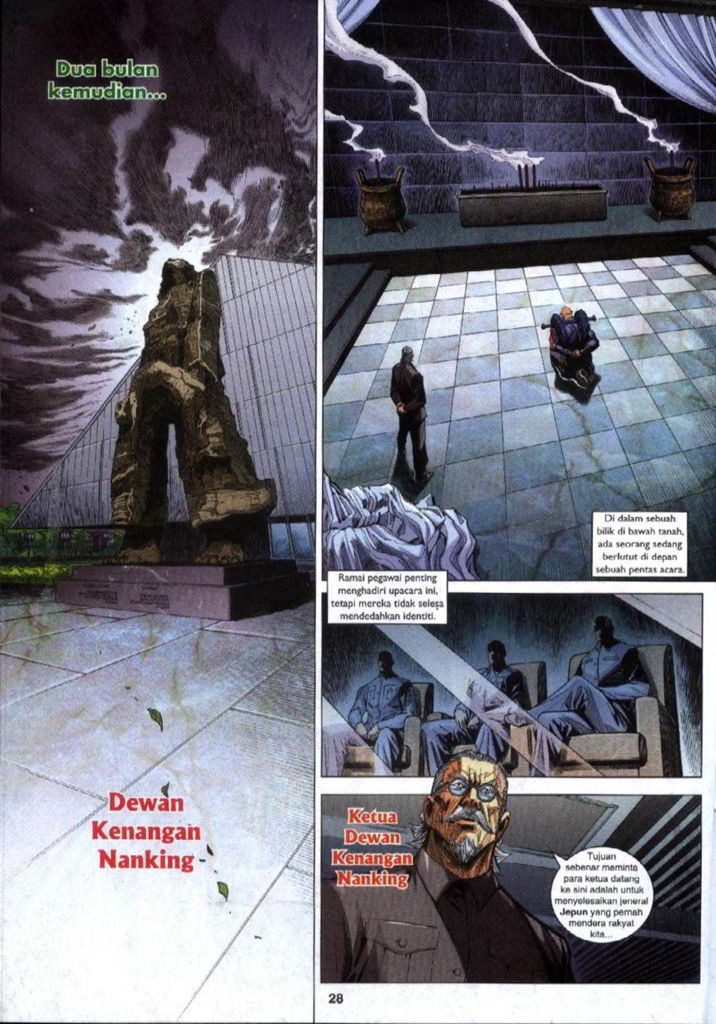 Dua bulan
kemudian...
Dewan
Kenangan
Nanking
Di dalam sebuah
bilik di bawah tanah,
ada seorang sedang
berlutut di depan
sebuah pentas acara.
Ramai pegawai penting
menghadiri upacara ini,
tetapi mereka tidak selesa
mendedahkan identiti.
Ketua
Dewan
Kenangan
Nanking
Tujuan
sebenar meminta
para ketua datang
ke sini adalah untuk
menyelesaikan jeneral
Jepun yang pernah
mendera rakyat
kita...
28